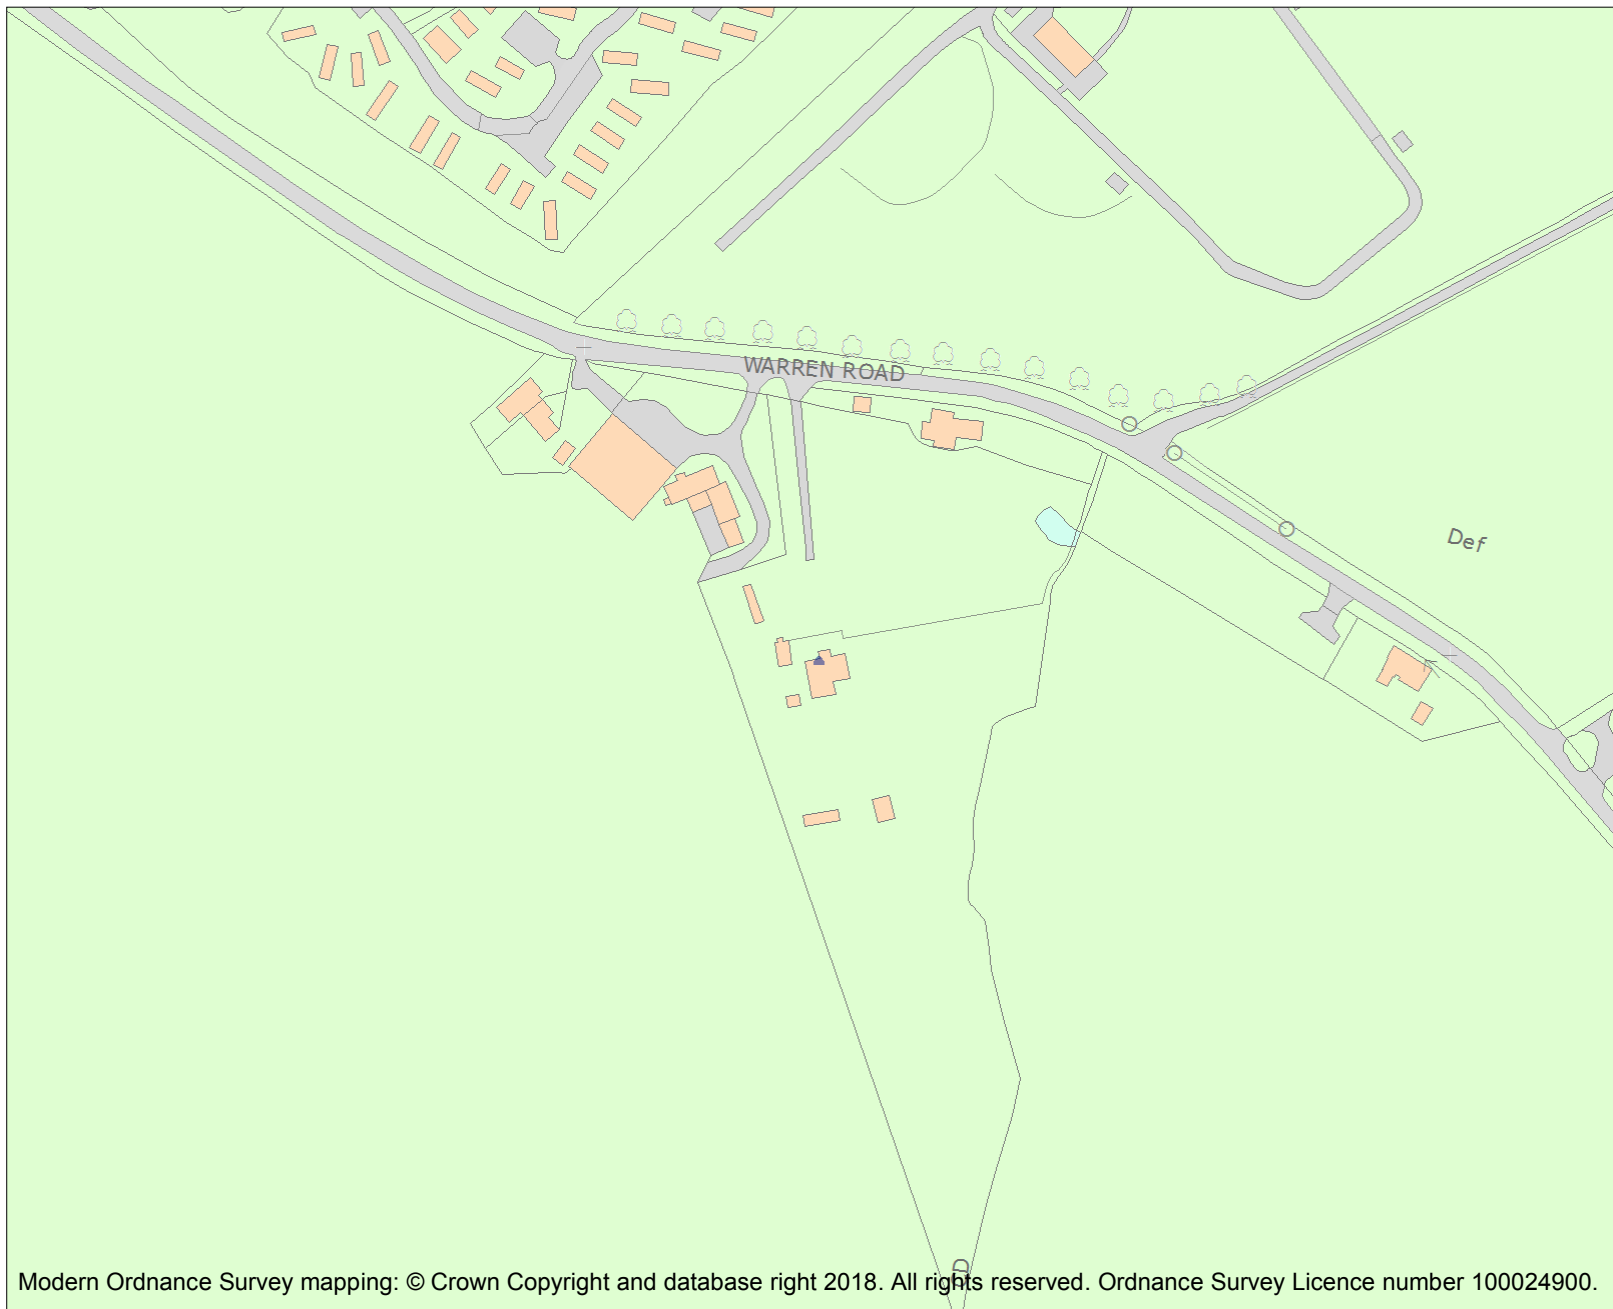 WARREN ROAD
Def
ED
Modern Ordnance Survey mapping: © Crown Copyright and database right 2018. All rights reserved. Ordnance Survey Licence number 100024900.